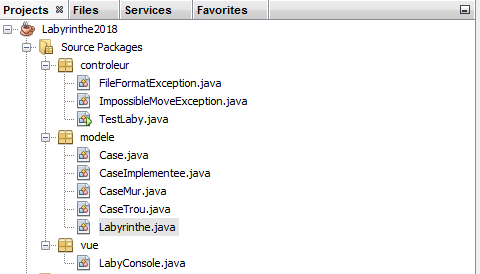 Projects Files Services Favorites
Labyrinthe2018
Source Packages
controleur
FileFormatException.java
ImpossibleMoveException.java
TestLaby.java
modele
Case.java
CaseImplementee.java
CaseMur.java
CaseTrou.java
Labyrinthe.java
vue
LabyConsole.java